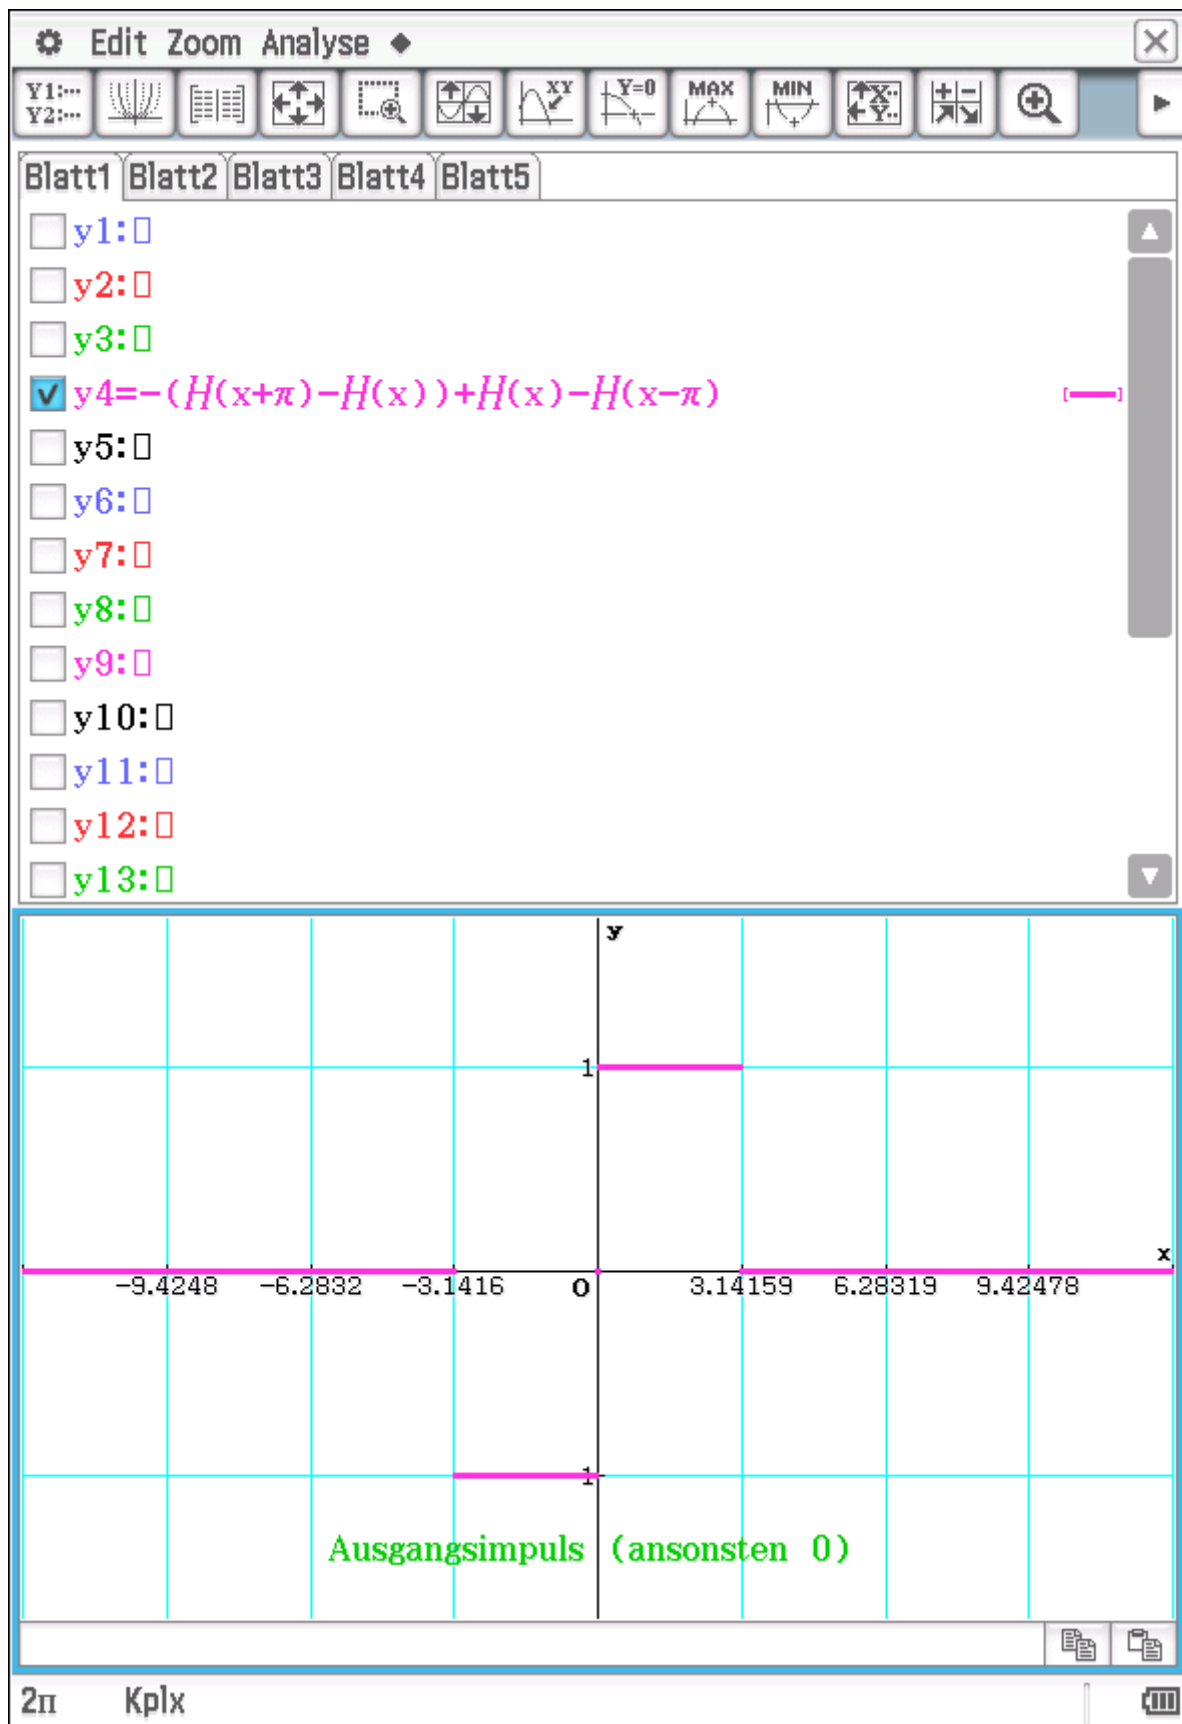 Edit Zoom Analyse ◆
Y1:··· Y2:··· XY Y=0 MAX MIN X·· Y··
Blatt1 Blatt2 Blatt3 Blatt4 Blatt5
y1:▯
y2:▯
y3:▯
y4=-(H(x+π)-H(x))+H(x)-H(x-π)
y5:▯
y6:▯
y7:▯
y8:▯
y9:▯
y10:▯
y11:▯
y12:▯
y13:▯
y
1
x
-9.4248 -6.2832 -3.1416 0 3.14159 6.28319 9.42478
1
Ausgangsimpuls (ansonsten 0)
2π Kplx